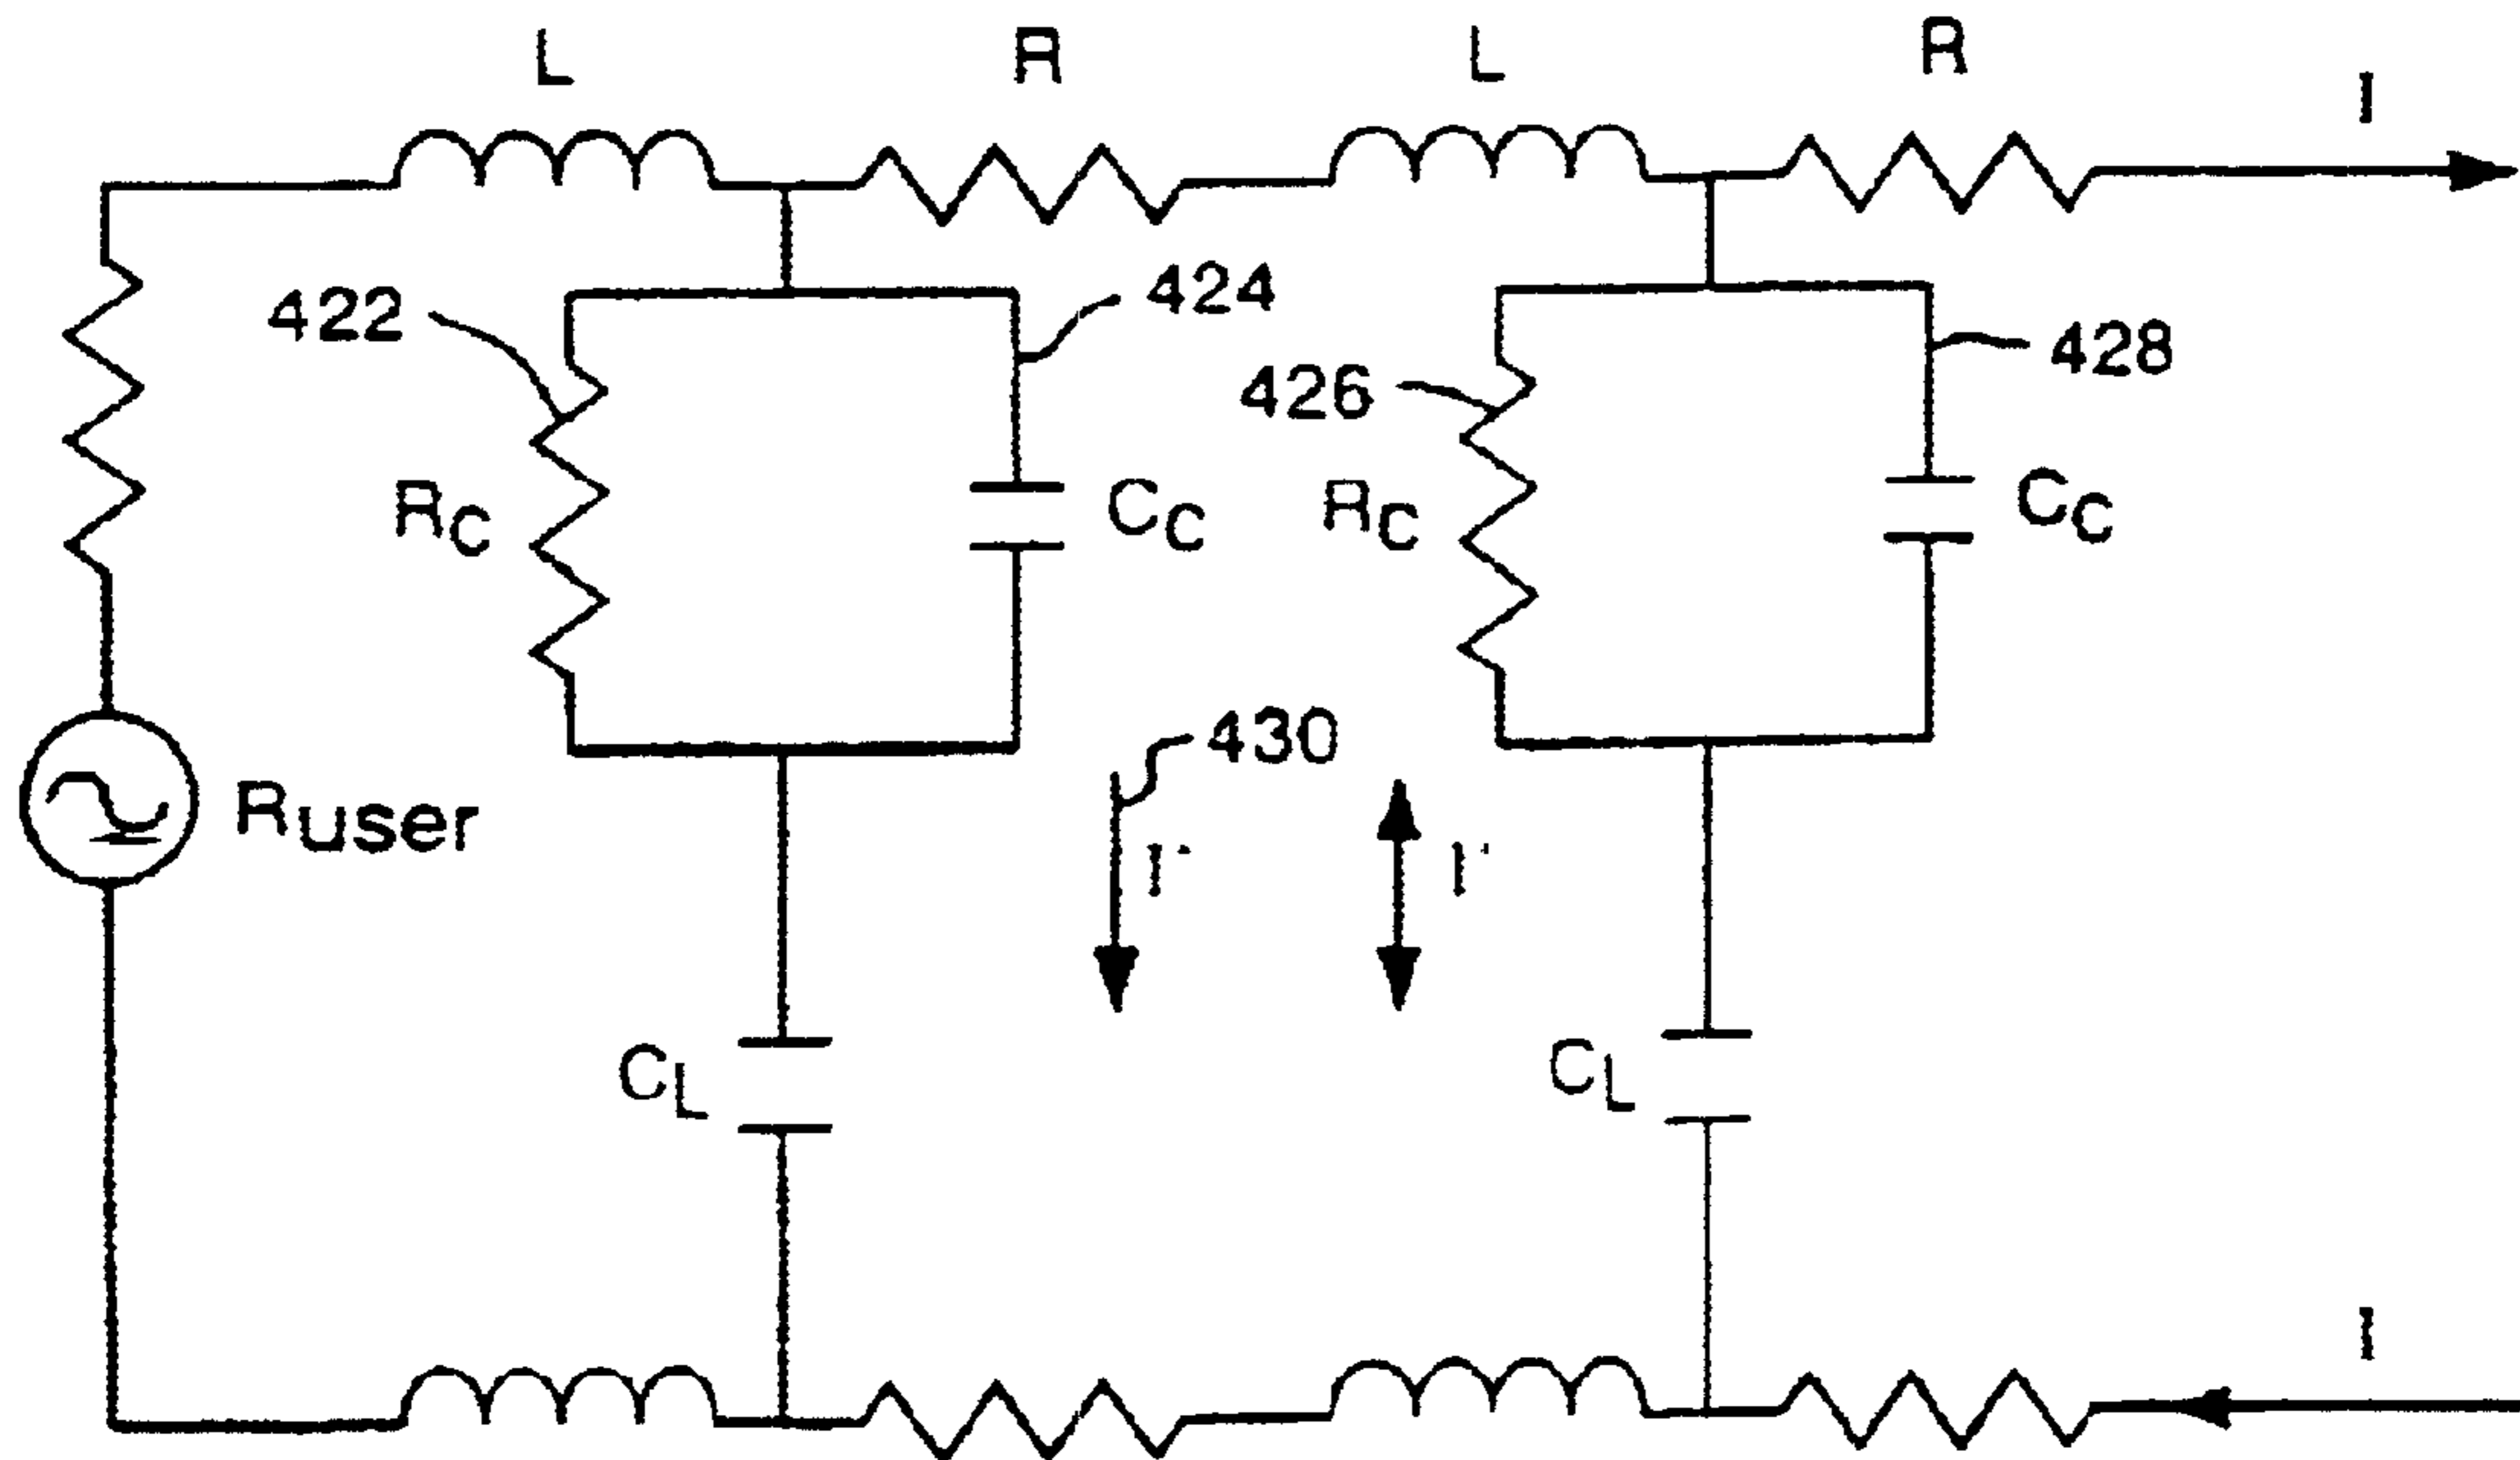 L R L R I
422 424 426 428
RC CC RC CC
430
Ruser I' I'
CL CL
I